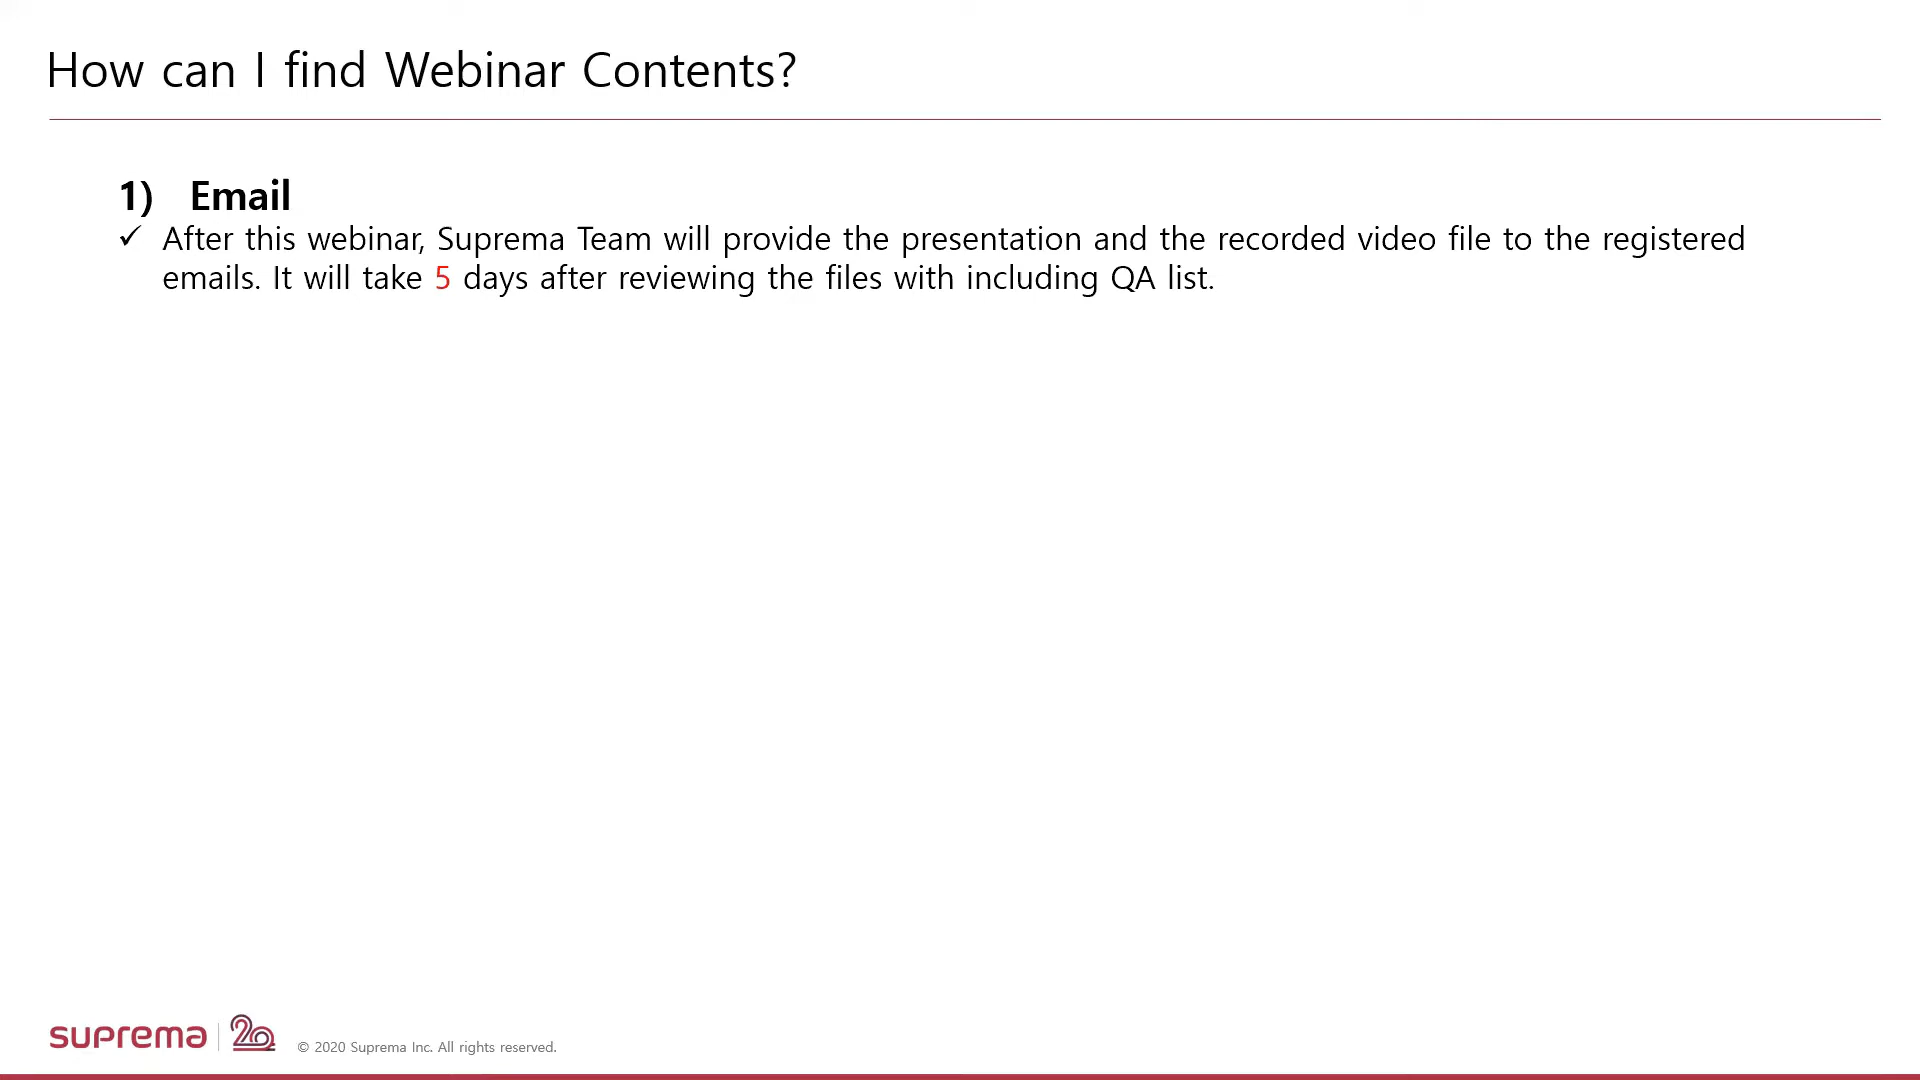 How can I find Webinar Contents?
1) Email
✓ After this webinar, Suprema Team will provide the presentation and the recorded video file to the registered
emails. It will take 5 days after reviewing the files with including QA list.
suprema 20 © 2020 Suprema Inc. All rights reserved.